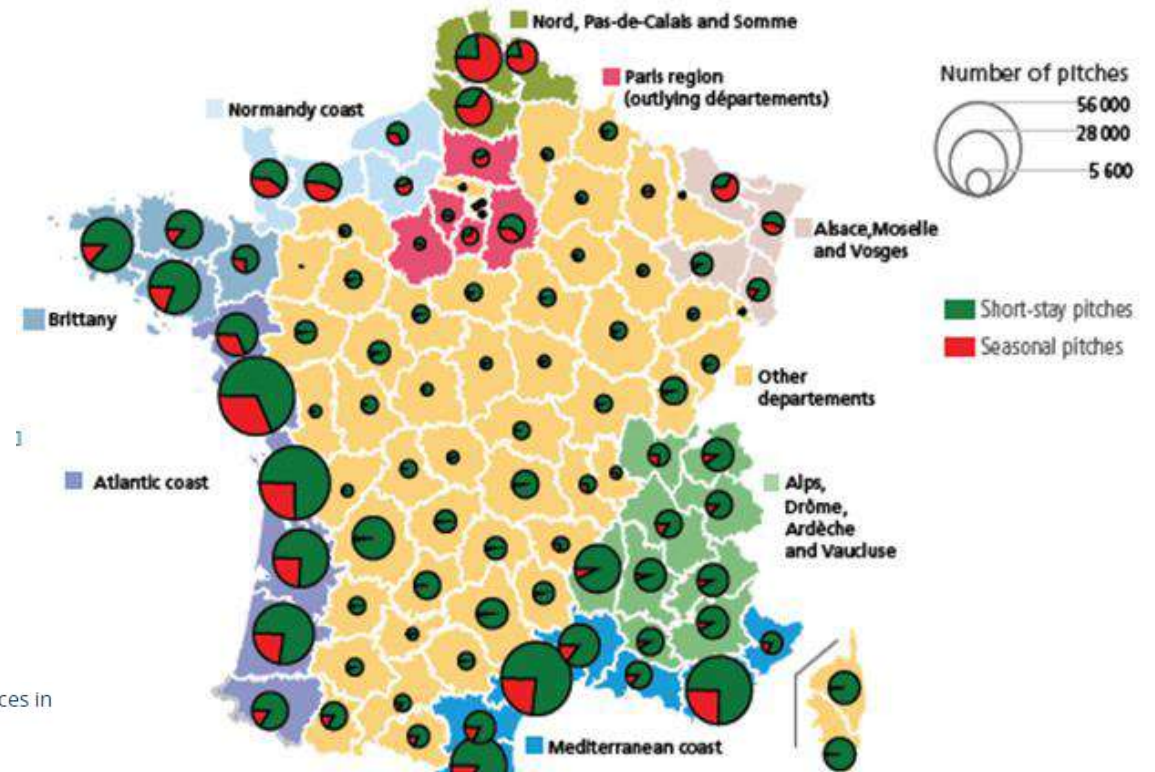 Nord, Pas-de-Calais and Somme
Paris region
(outlying départements)
Number of pitches
56 000
28 000
5 600
Normandy coast
Alsace,Moselle
and Vosges
Short-stay pitches
Seasonal pitches
Brittany
Other
departements
Atlantic coast
Alps,
Drôme,
Ardèche
and Vaucluse
ces in
Mediterranean coast